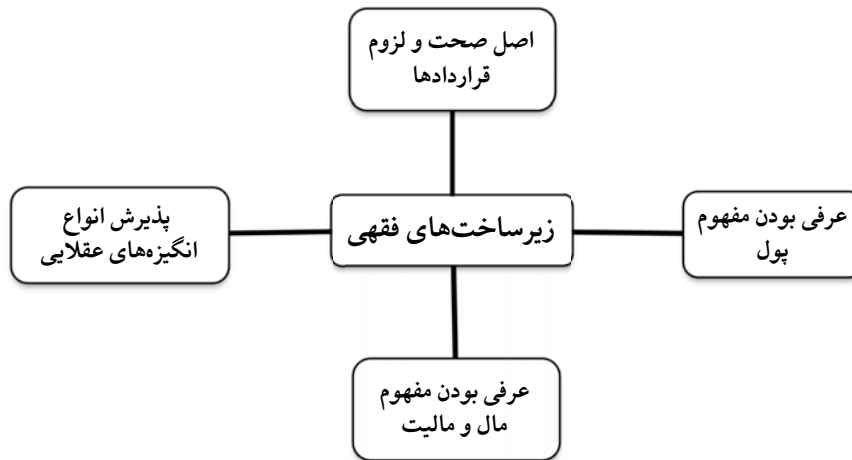 اصل صحت و لزوم
قراردادها
عرفی بودن مفهوم
پول
زیرساخت‌های فقهی
پذیرش انواع
انگیزه‌های عقلایی
عرفی بودن مفهوم
مال و مالیت